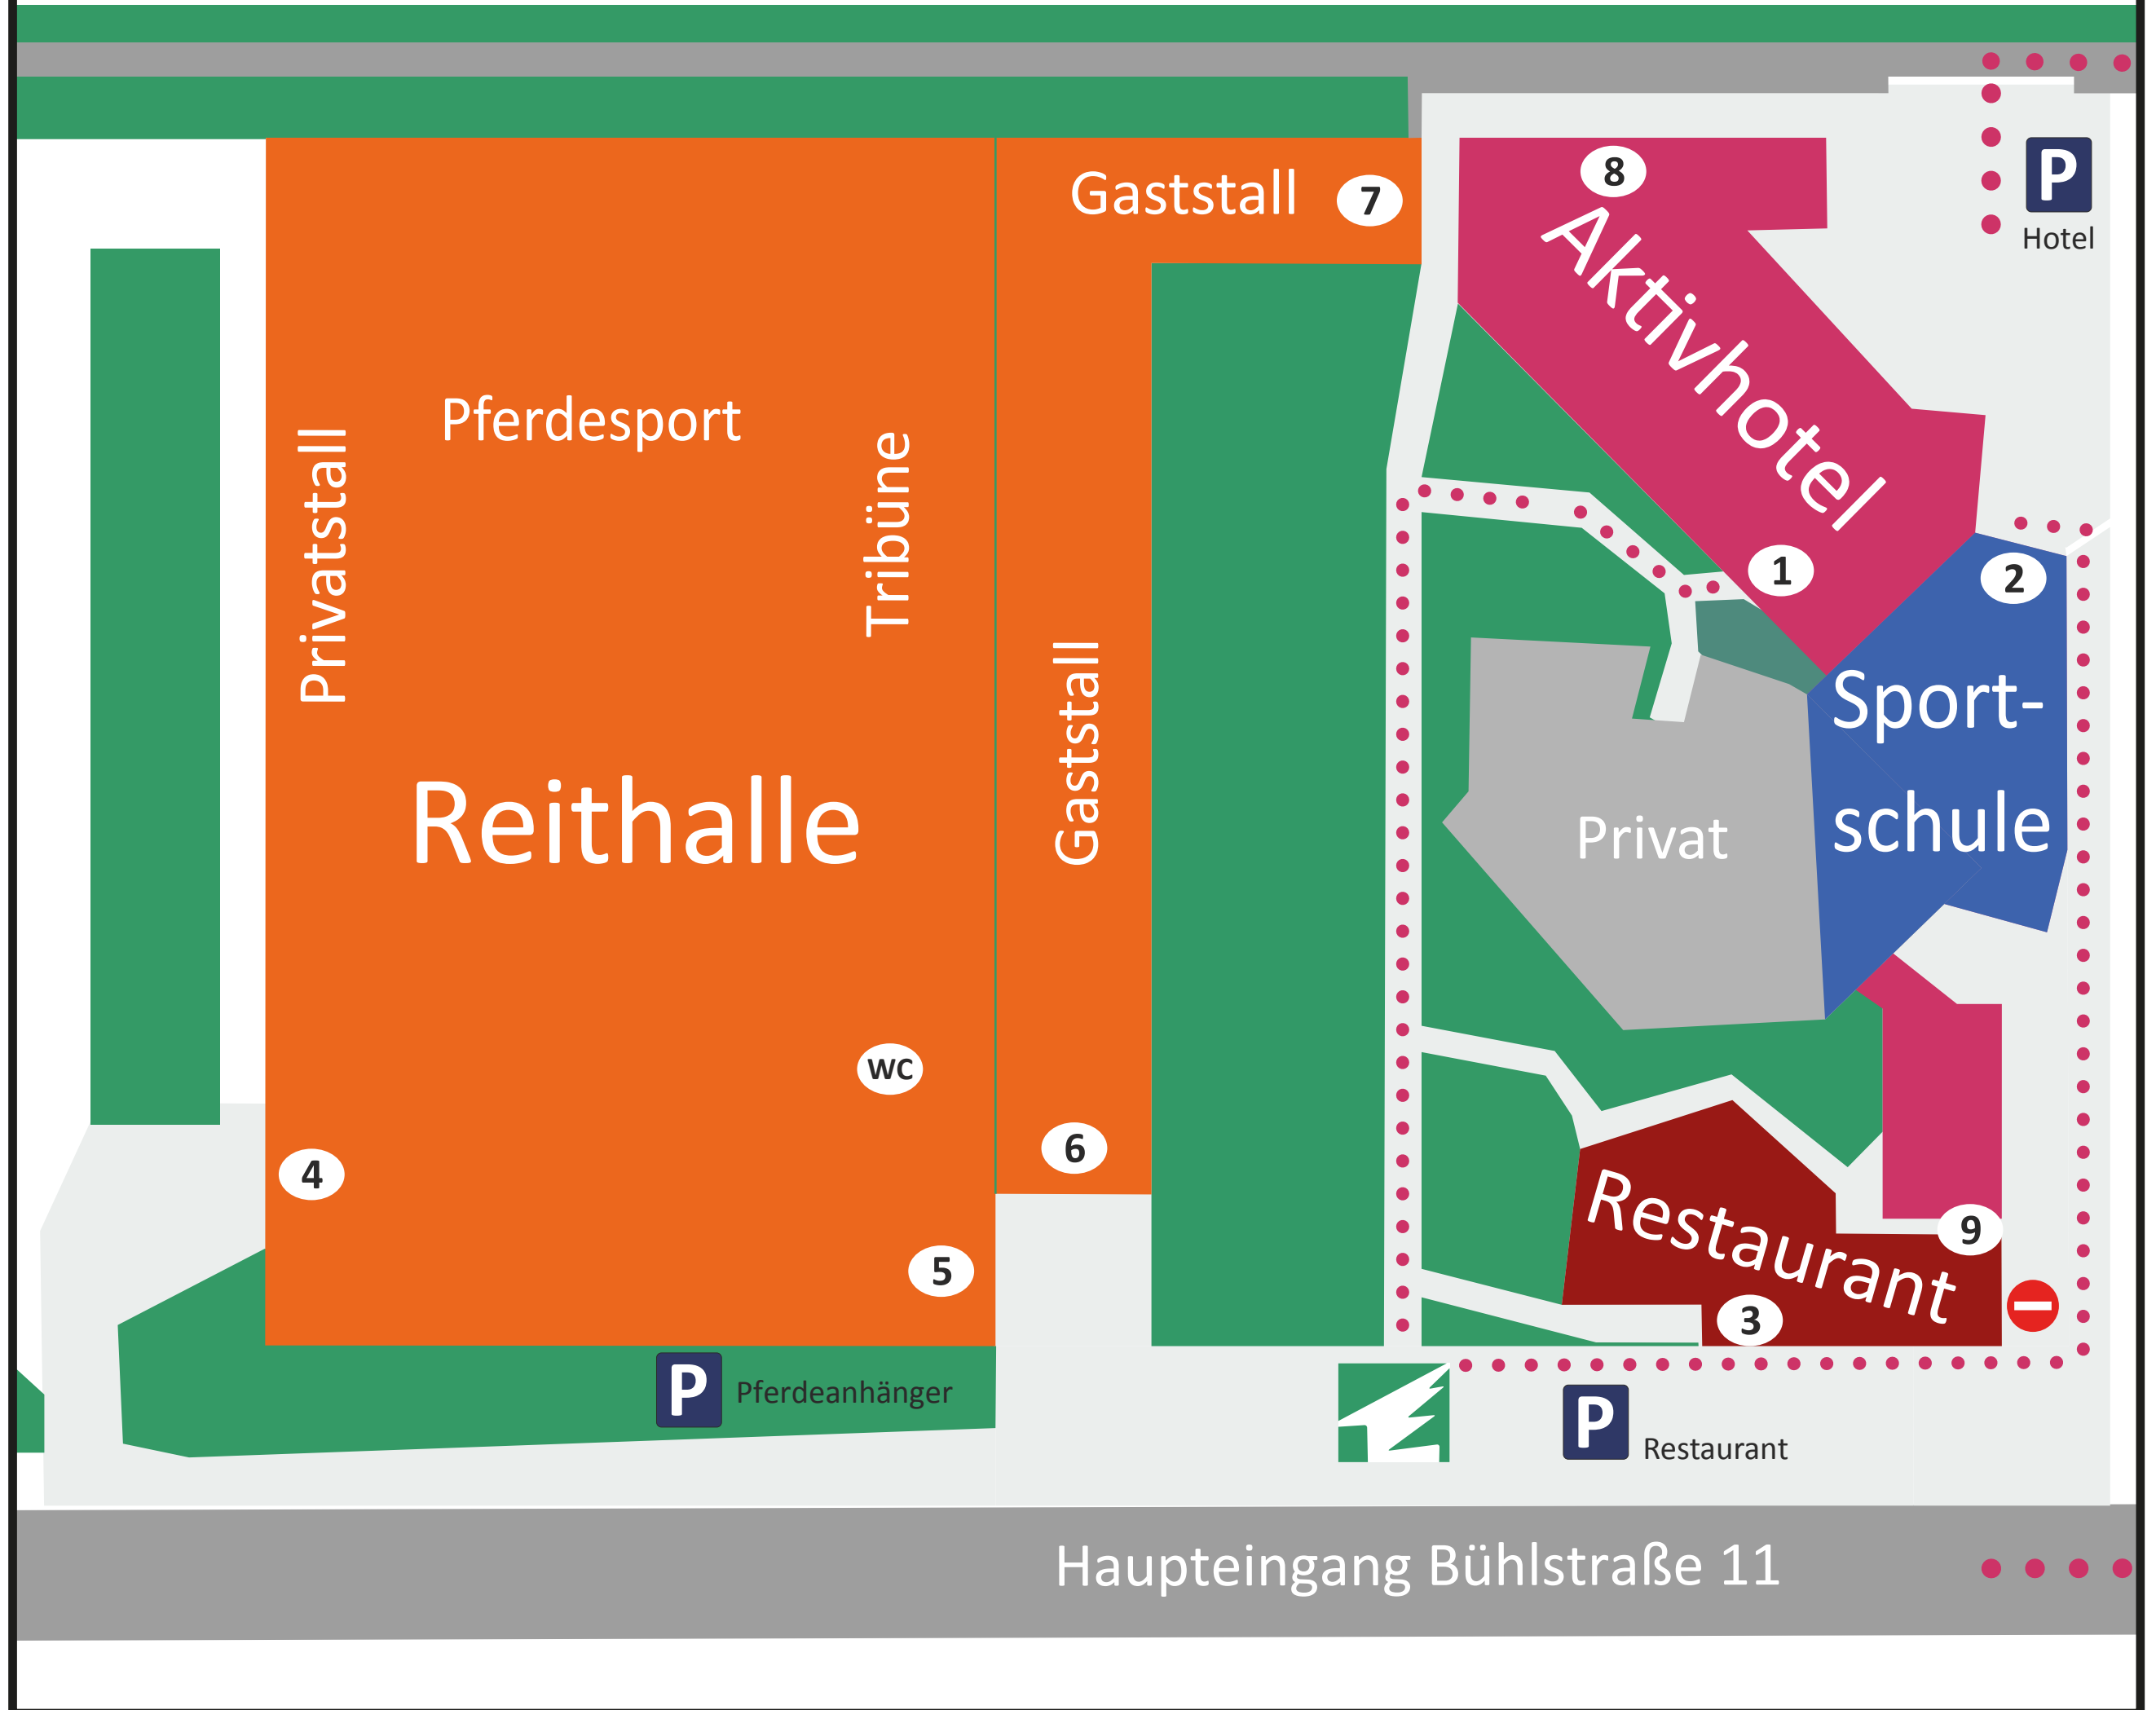 P
Hotel
8
Aktivhotel
Gaststall
7
Pferdesport
Privatstall
Tribüne
Gaststall
Reithalle
1
2
Sport-
schule
Privat
WC
4
6
5
Restaurant
9
3
P
Pferdeanhänger
P
Restaurant
Haupteingang Bühlstraße 11